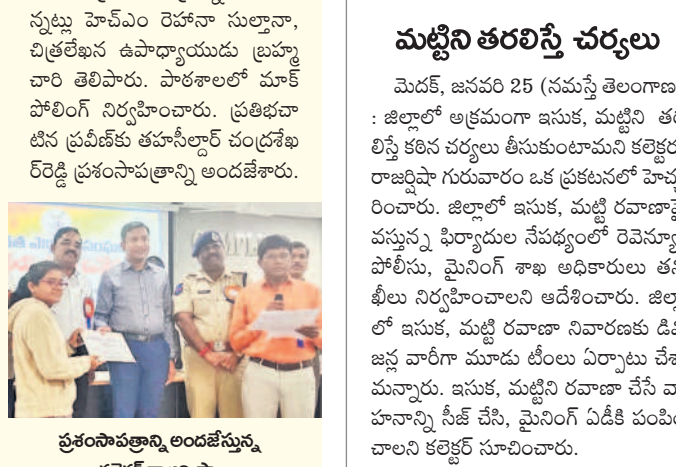 న్నట్లు హెచ్ఎం రెహానా సుల్తానా,
చిత్రలేఖన ఉపాధ్యాయుడు బ్రహ్మ
చారి తెలిపారు. పాఠశాలలో మాక్
పోలింగ్ నిర్వహించారు. ప్రతిభచా
టిన ప్రవీణ్‌కు తహసీల్దార్ చంద్రశేఖ
ర్‌రెడ్డి ప్రశంసాపత్రాన్ని అందజేశారు.
ప్రశంసాపత్రాన్ని అందజేస్తున్న
మట్టిని తరలిస్తే చర్యలు
మెదక్, జనవరి 25 (నమస్తే తెలంగాణ
: జిల్లాలో అక్రమంగా ఇసుక, మట్టిని తర
లిస్తే కఠిన చర్యలు తీసుకుంటామని కలెక్టర
రాజర్షిషా గురువారం ఒక ప్రకటనలో హెచ్చ
రించారు. జిల్లాలో ఇసుక, మట్టి రవాణాపై
వస్తున్న ఫిర్యాదుల నేపథ్యంలో రెవెన్యూ
పోలీసు, మైనింగ్ శాఖ అధికారులు తని
ఖీలు నిర్వహించాలని ఆదేశించారు. జిల్లా
లో ఇసుక, మట్టి రవాణా నివారణకు డివి
జన్ల వారీగా మూడు టీంలు ఏర్పాటు చేశా
మన్నారు. ఇసుక, మట్టిని రవాణా చేసే వా
హనాన్ని సీజ్ చేసి, మైనింగ్ ఏడీకి పంపిం
చాలని కలెక్టర్ సూచించారు.